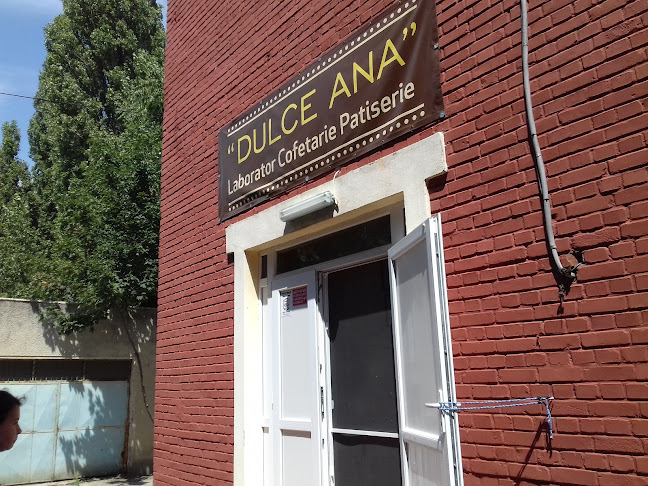 “DULCE ANA”
Laborator Cofetarie Patiserie